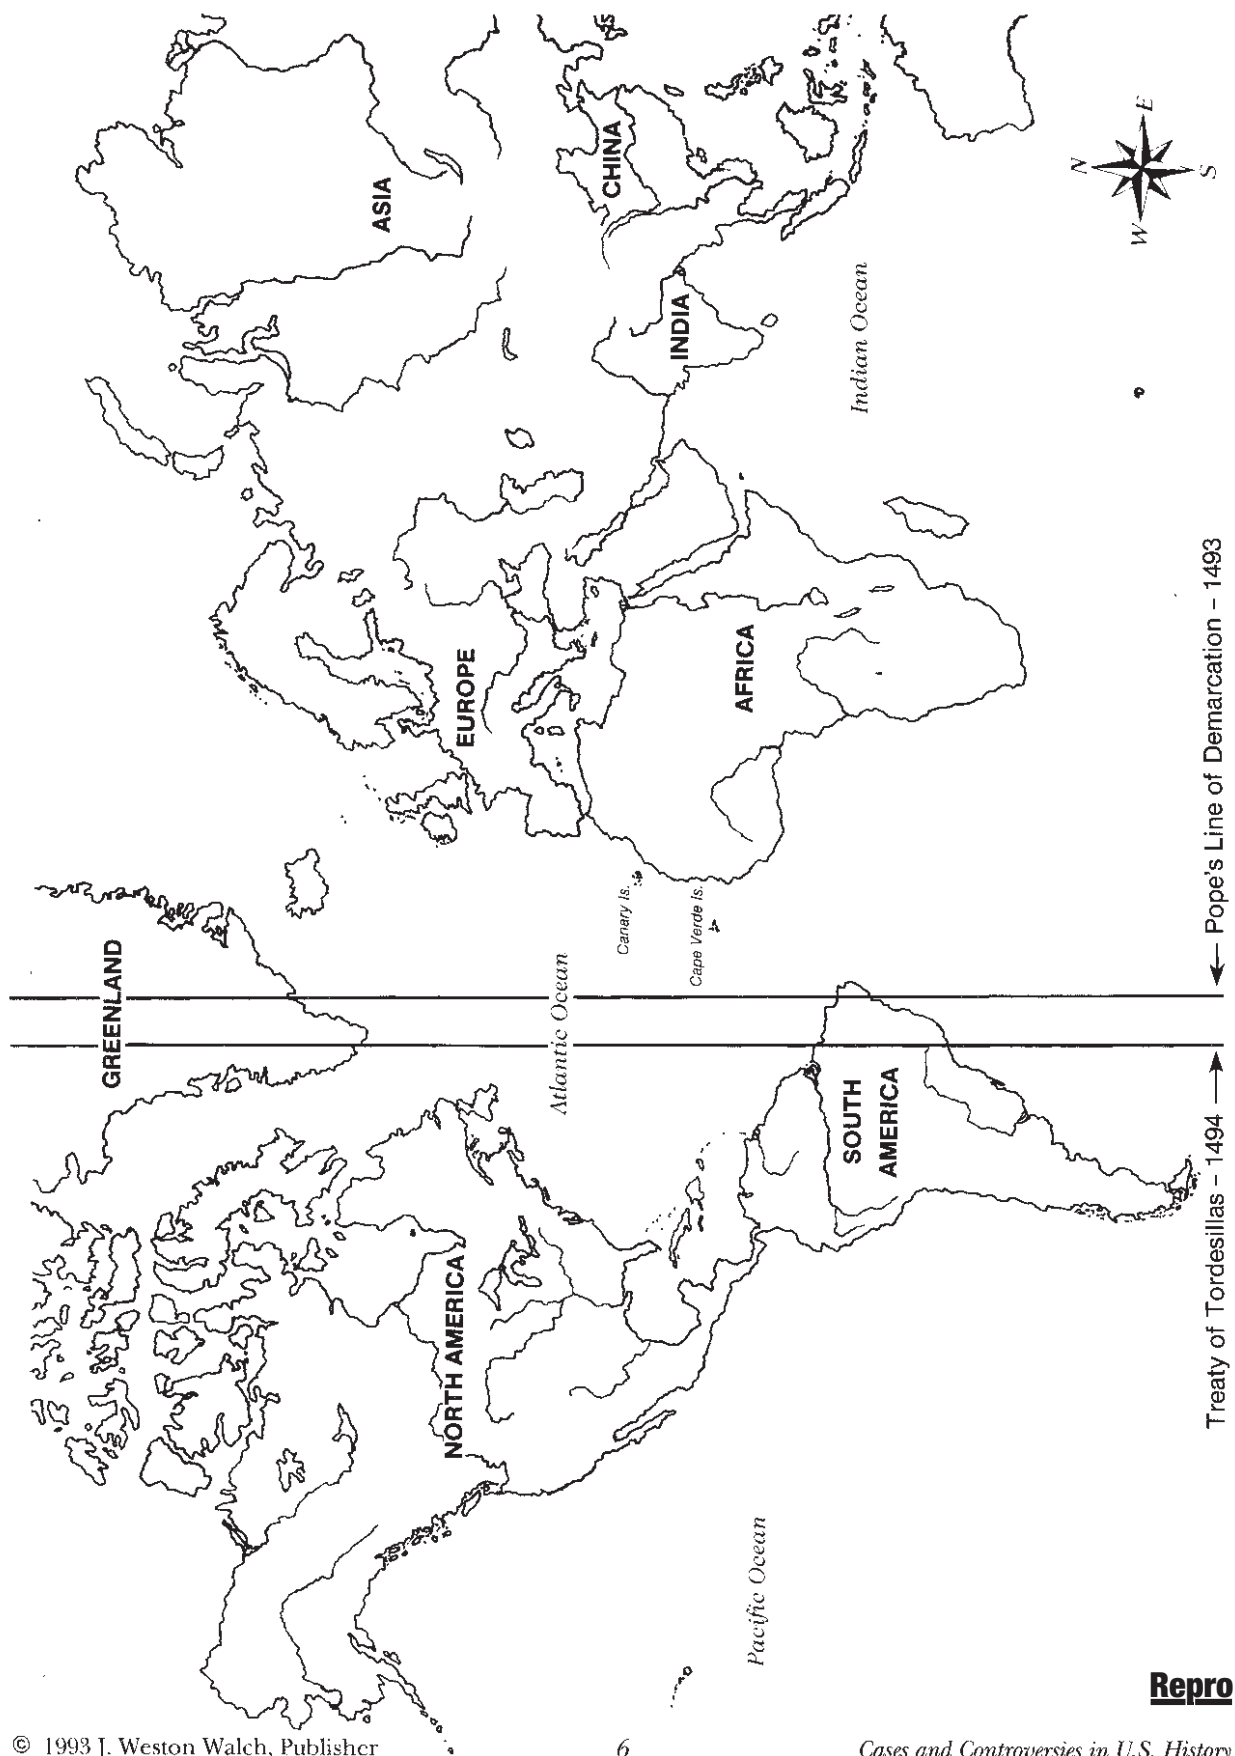 GREENLAND
ASIA
EUROPE
CHINA
NORTH AMERICA
Atlantic Ocean
Canary Is.
Cape Verde Is.
INDIA
AFRICA
Indian Ocean
SOUTH
AMERICA
Pacific Ocean
N
E
S
W
Treaty of Tordesillas – 1494
Pope's Line of Demarcation – 1493
Repro
© 1993 J. Weston Walch, Publisher
6
Cases and Controversies in U.S. History